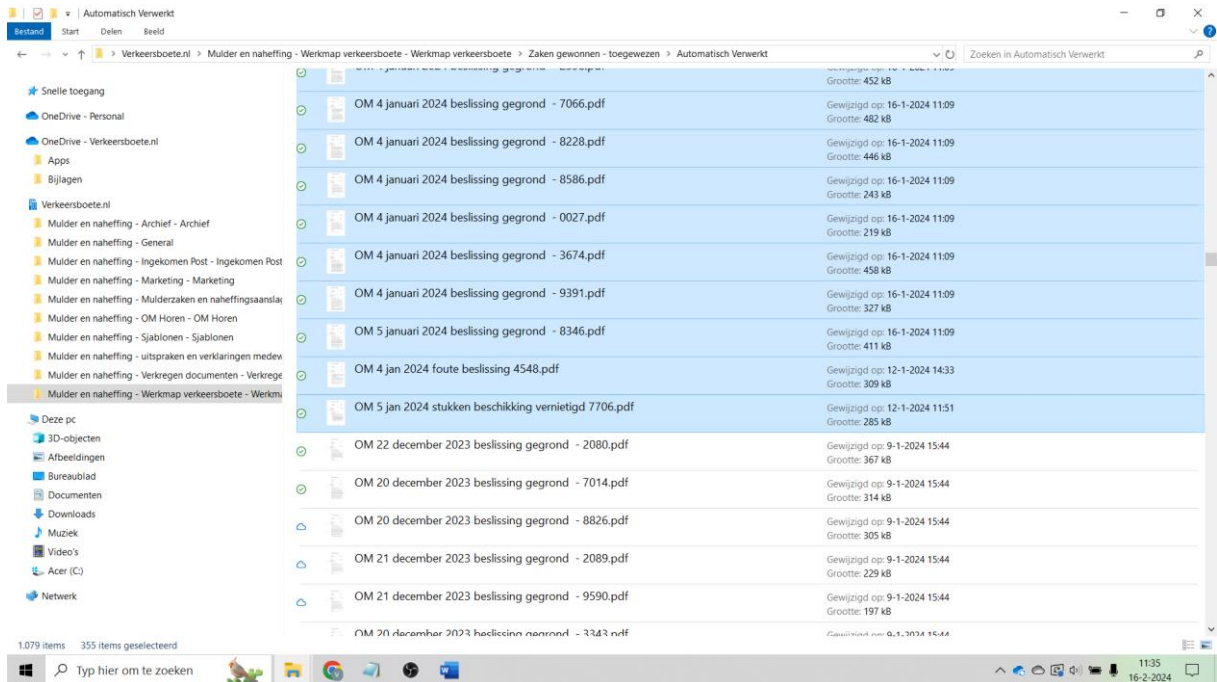 Automatisch Verwerkt
Bestand Start Delen Beeld
Verkeersboete.nl > Mulder en naheffing - Werkmap verkeersboete - Werkmap verkeersboete > Zaken gewonnen - toegewezen > Automatisch Verwerkt
Zoeken in Automatisch Verwerkt
Snelle toegang
OneDrive - Personal
OneDrive - Verkeersboete.nl
Apps
Bijlagen
Verkeersboete.nl
Mulder en naheffing - Archief - Archief
Mulder en naheffing - General
Mulder en naheffing - Ingekomen Post - Ingekomen Post
Mulder en naheffing - Marketing - Marketing
Mulder en naheffing - Mulderzaken en naheffingsaanslag
Mulder en naheffing - OM Horen - OM Horen
Mulder en naheffing - Sjablonen - Sjablonen
Mulder en naheffing - uitspraken en verklaringen medew
Mulder en naheffing - Verkregen documenten - Verkrege
Mulder en naheffing - Werkmap verkeersboete - Werkma
Deze pc
3D-objecten
Afbeeldingen
Bureaublad
Documenten
Downloads
Muziek
Video's
Acer (C:)
Netwerk
Grootte: 452 kB
OM 4 januari 2024 beslissing gegrond - 7066.pdf
Gewijzigd op: 16-1-2024 11:09
Grootte: 482 kB
OM 4 januari 2024 beslissing gegrond - 8228.pdf
Gewijzigd op: 16-1-2024 11:09
Grootte: 446 kB
OM 4 januari 2024 beslissing gegrond - 8586.pdf
Gewijzigd op: 16-1-2024 11:09
Grootte: 243 kB
OM 4 januari 2024 beslissing gegrond - 0027.pdf
Gewijzigd op: 16-1-2024 11:09
Grootte: 219 kB
OM 4 januari 2024 beslissing gegrond - 3674.pdf
Gewijzigd op: 16-1-2024 11:09
Grootte: 458 kB
OM 4 januari 2024 beslissing gegrond - 9391.pdf
Gewijzigd op: 16-1-2024 11:09
Grootte: 327 kB
OM 5 januari 2024 beslissing gegrond - 8346.pdf
Gewijzigd op: 16-1-2024 11:09
Grootte: 411 kB
OM 4 jan 2024 foute beslissing 4548.pdf
Gewijzigd op: 12-1-2024 14:33
Grootte: 309 kB
OM 5 jan 2024 stukken beschikking vernietigd 7706.pdf
Gewijzigd op: 12-1-2024 11:51
Grootte: 285 kB
OM 22 december 2023 beslissing gegrond - 2080.pdf
Gewijzigd op: 9-1-2024 15:44
Grootte: 367 kB
OM 20 december 2023 beslissing gegrond - 7014.pdf
Gewijzigd op: 9-1-2024 15:44
Grootte: 314 kB
OM 20 december 2023 beslissing gegrond - 8826.pdf
Gewijzigd op: 9-1-2024 15:44
Grootte: 305 kB
OM 21 december 2023 beslissing gegrond - 2089.pdf
Gewijzigd op: 9-1-2024 15:44
Grootte: 229 kB
OM 21 december 2023 beslissing gegrond - 9590.pdf
Gewijzigd op: 9-1-2024 15:44
Grootte: 197 kB
OM 20 december 2023 beslissing gegrond - 3343.pdf
Gewijzigd op: 9-1-2024 15:44
1.079 items 355 items geselecteerd
Typ hier om te zoeken
11:35
16-2-2024